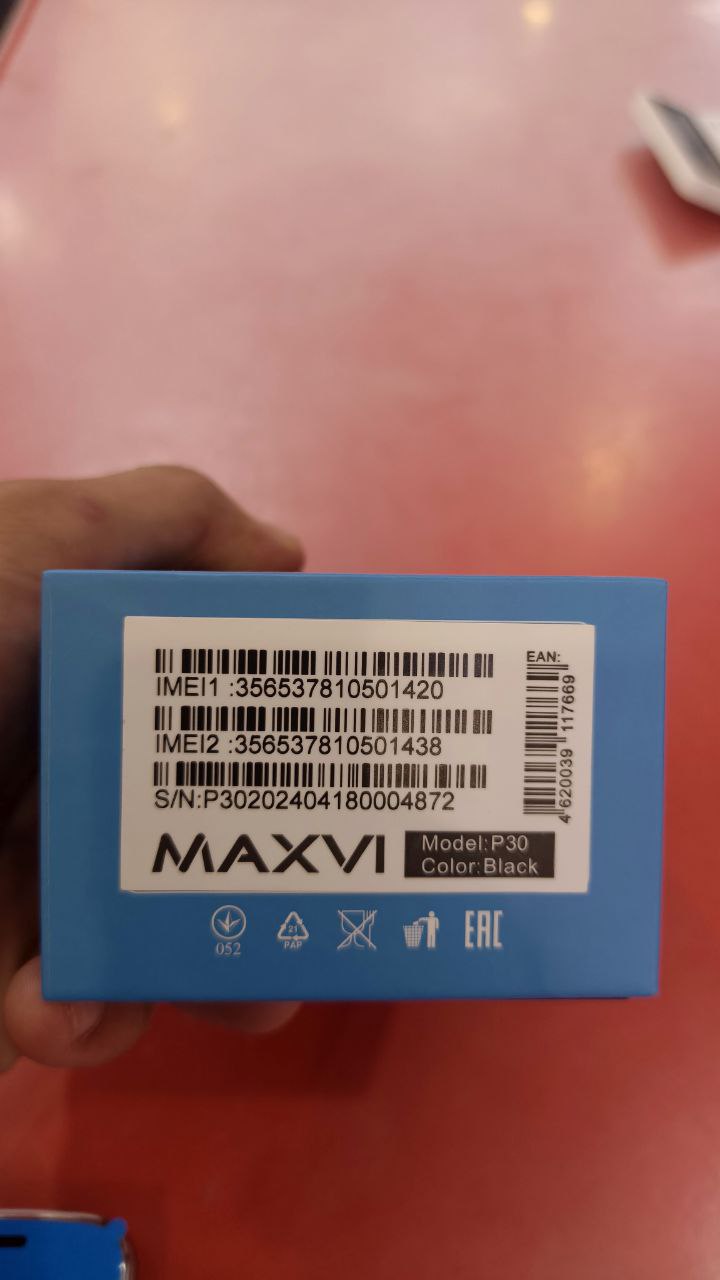 IMEI1 :356537810501420
IMEI2 :356537810501438
S/N:P30202404180004872
EAN:
4 620039 117669
MAXVI
Model:P30
Color:Black
052
21
PAP
EAC